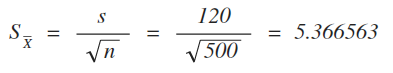 S_X̅ = s / √n = 120 / √500 = 5.366563